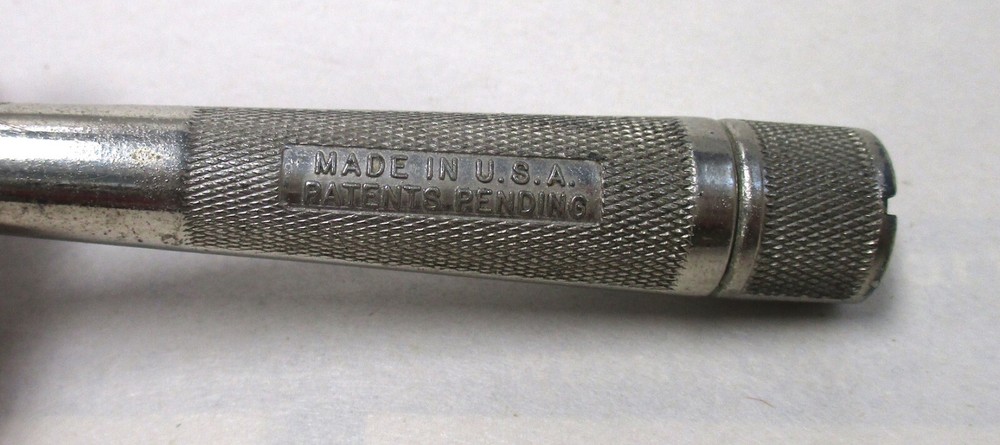 MADE IN U.S.A.
PATENTS PENDING